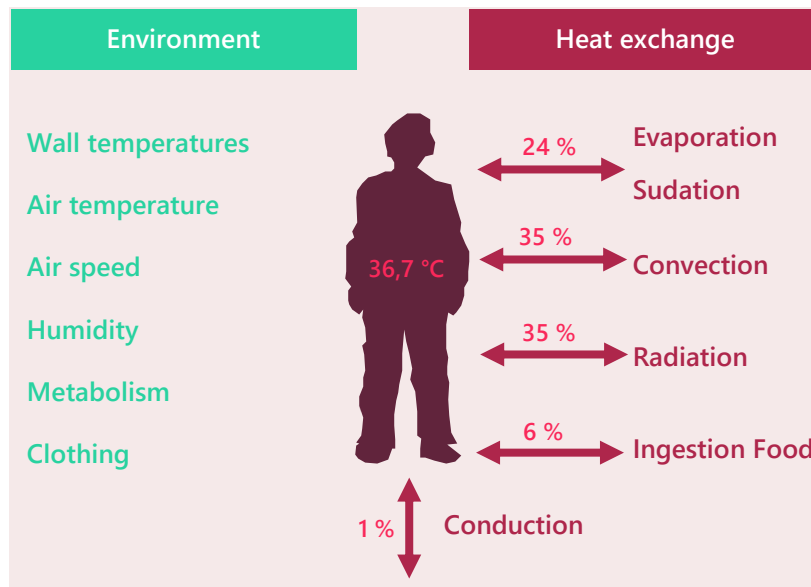 Environment
Heat exchange
Wall temperatures
Air temperature
Air speed
Humidity
Metabolism
Clothing
36,7 °C
24 %
Evaporation
Sudation
35 %
Convection
35 %
Radiation
6 %
Ingestion Food
1 %
Conduction